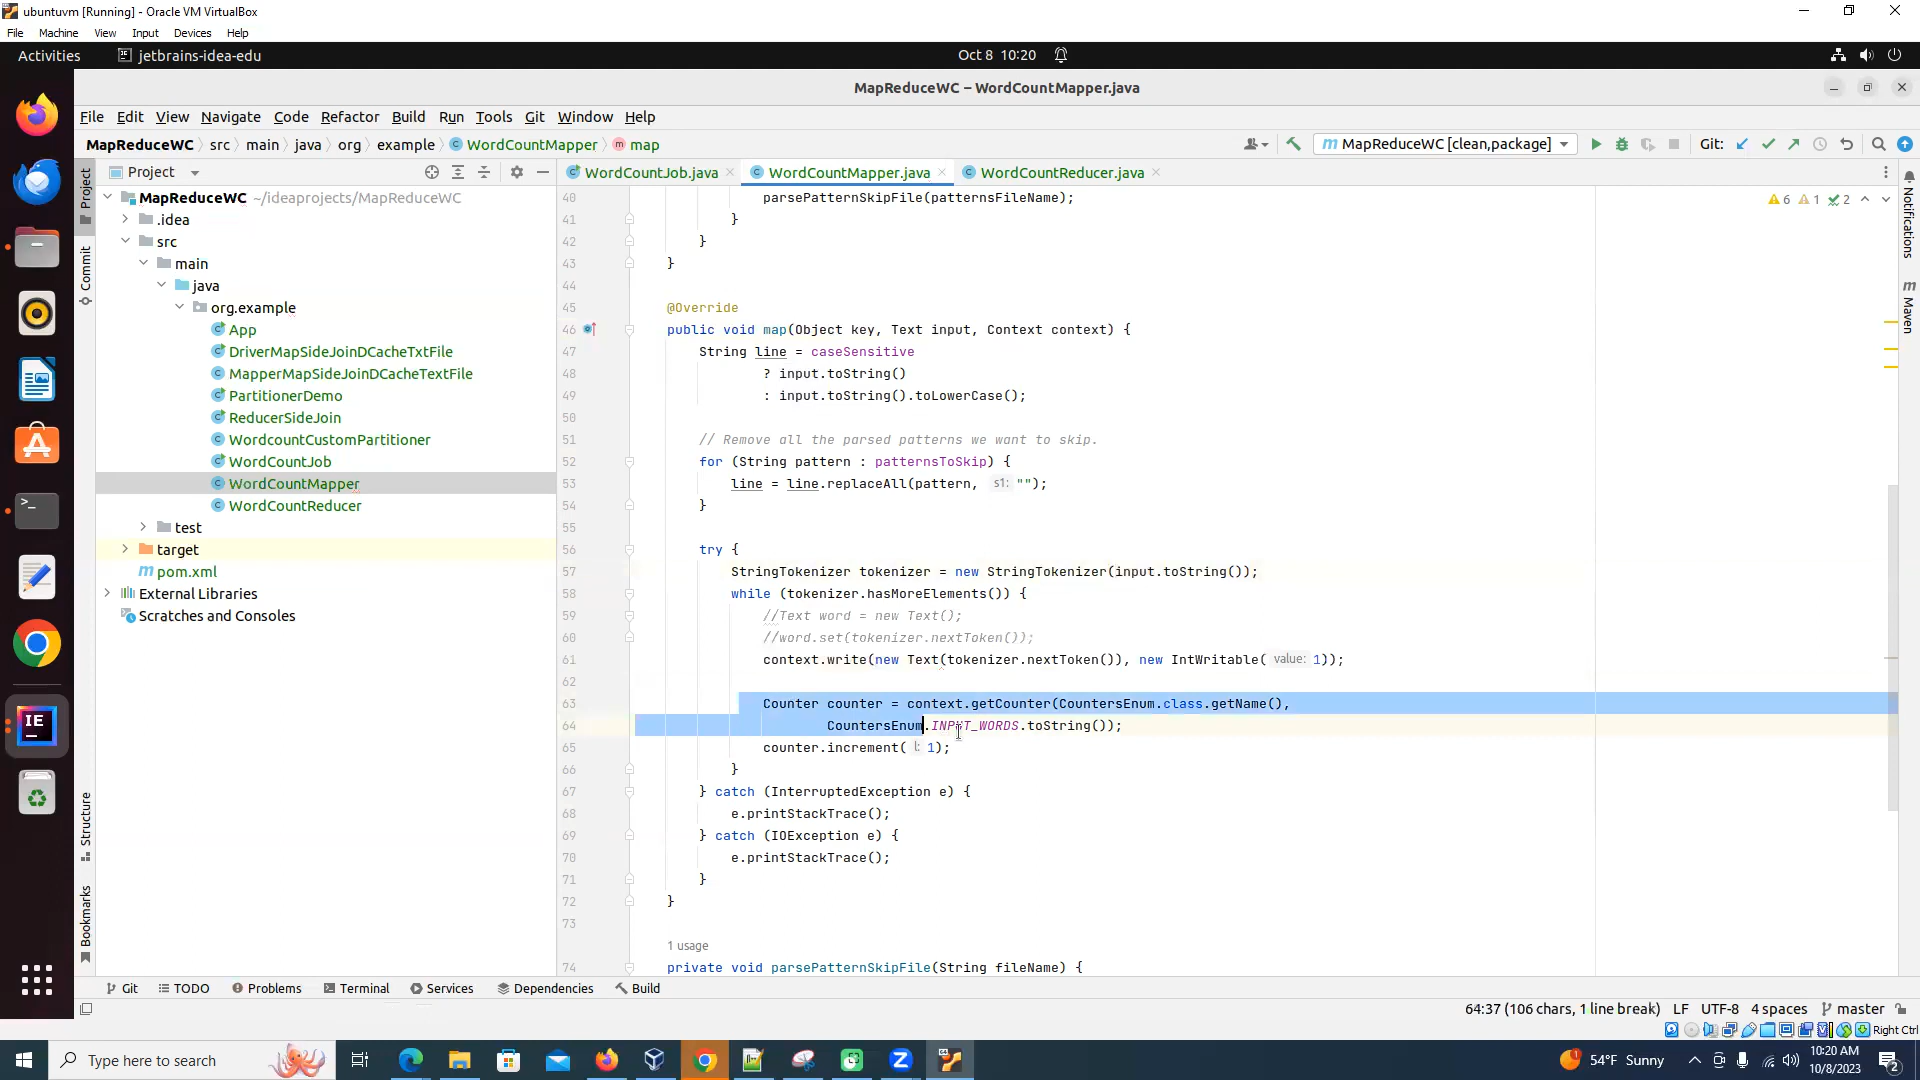 ubuntuvm [Running] - Oracle VM VirtualBox
File Machine View Input Devices Help
Activities jetbrains-idea-edu Oct 8 10:20
MapReduceWC – WordCountMapper.java
File Edit View Navigate Code Refactor Build Run Tools Git Window Help
MapReduceWC src main java org example WordCountMapper map MapReduceWC [clean,package] Git:
Project WordCountJob.java WordCountMapper.java WordCountReducer.java
Project
Commit
Structure
Bookmarks
MapReduceWC ~/ideaprojects/MapReduceWC
.idea
src
main
java
org.example
App
DriverMapSideJoinDCacheTxtFile
MapperMapSideJoinDCacheTextFile
PartitionerDemo
ReducerSideJoin
WordcountCustomPartitioner
WordCountJob
WordCountMapper
WordCountReducer
test
target
pom.xml
External Libraries
Scratches and Consoles
6 1 2
40 parsePatternSkipFile(patternsFileName);
41 }
42 }
43 }
44
45 @Override
46 public void map(Object key, Text input, Context context) {
47 String line = caseSensitive
48 ? input.toString()
49 : input.toString().toLowerCase();
50
51 // Remove all the parsed patterns we want to skip.
52 for (String pattern : patternsToSkip) {
53 line = line.replaceAll(pattern, s1: "");
54 }
55
56 try {
57 StringTokenizer tokenizer = new StringTokenizer(input.toString());
58 while (tokenizer.hasMoreElements()) {
59 //Text word = new Text();
60 //word.set(tokenizer.nextToken());
61 context.write(new Text(tokenizer.nextToken()), new IntWritable( value: 1));
62
63 Counter counter = context.getCounter(CountersEnum.class.getName(),
64 CountersEnum.INPUT_WORDS.toString());
65 counter.increment( l: 1);
66 }
67 } catch (InterruptedException e) {
68 e.printStackTrace();
69 } catch (IOException e) {
70 e.printStackTrace();
71 }
72 }
73
1 usage
74 private void parsePatternSkipFile(String fileName) {
Notifications
m Maven
Git TODO Problems Terminal Services Dependencies Build
64:37 (106 chars, 1 line break) LF UTF-8 4 spaces master
Right Ctrl
Type here to search 54°F Sunny 10:20 AM
10/8/2023 2